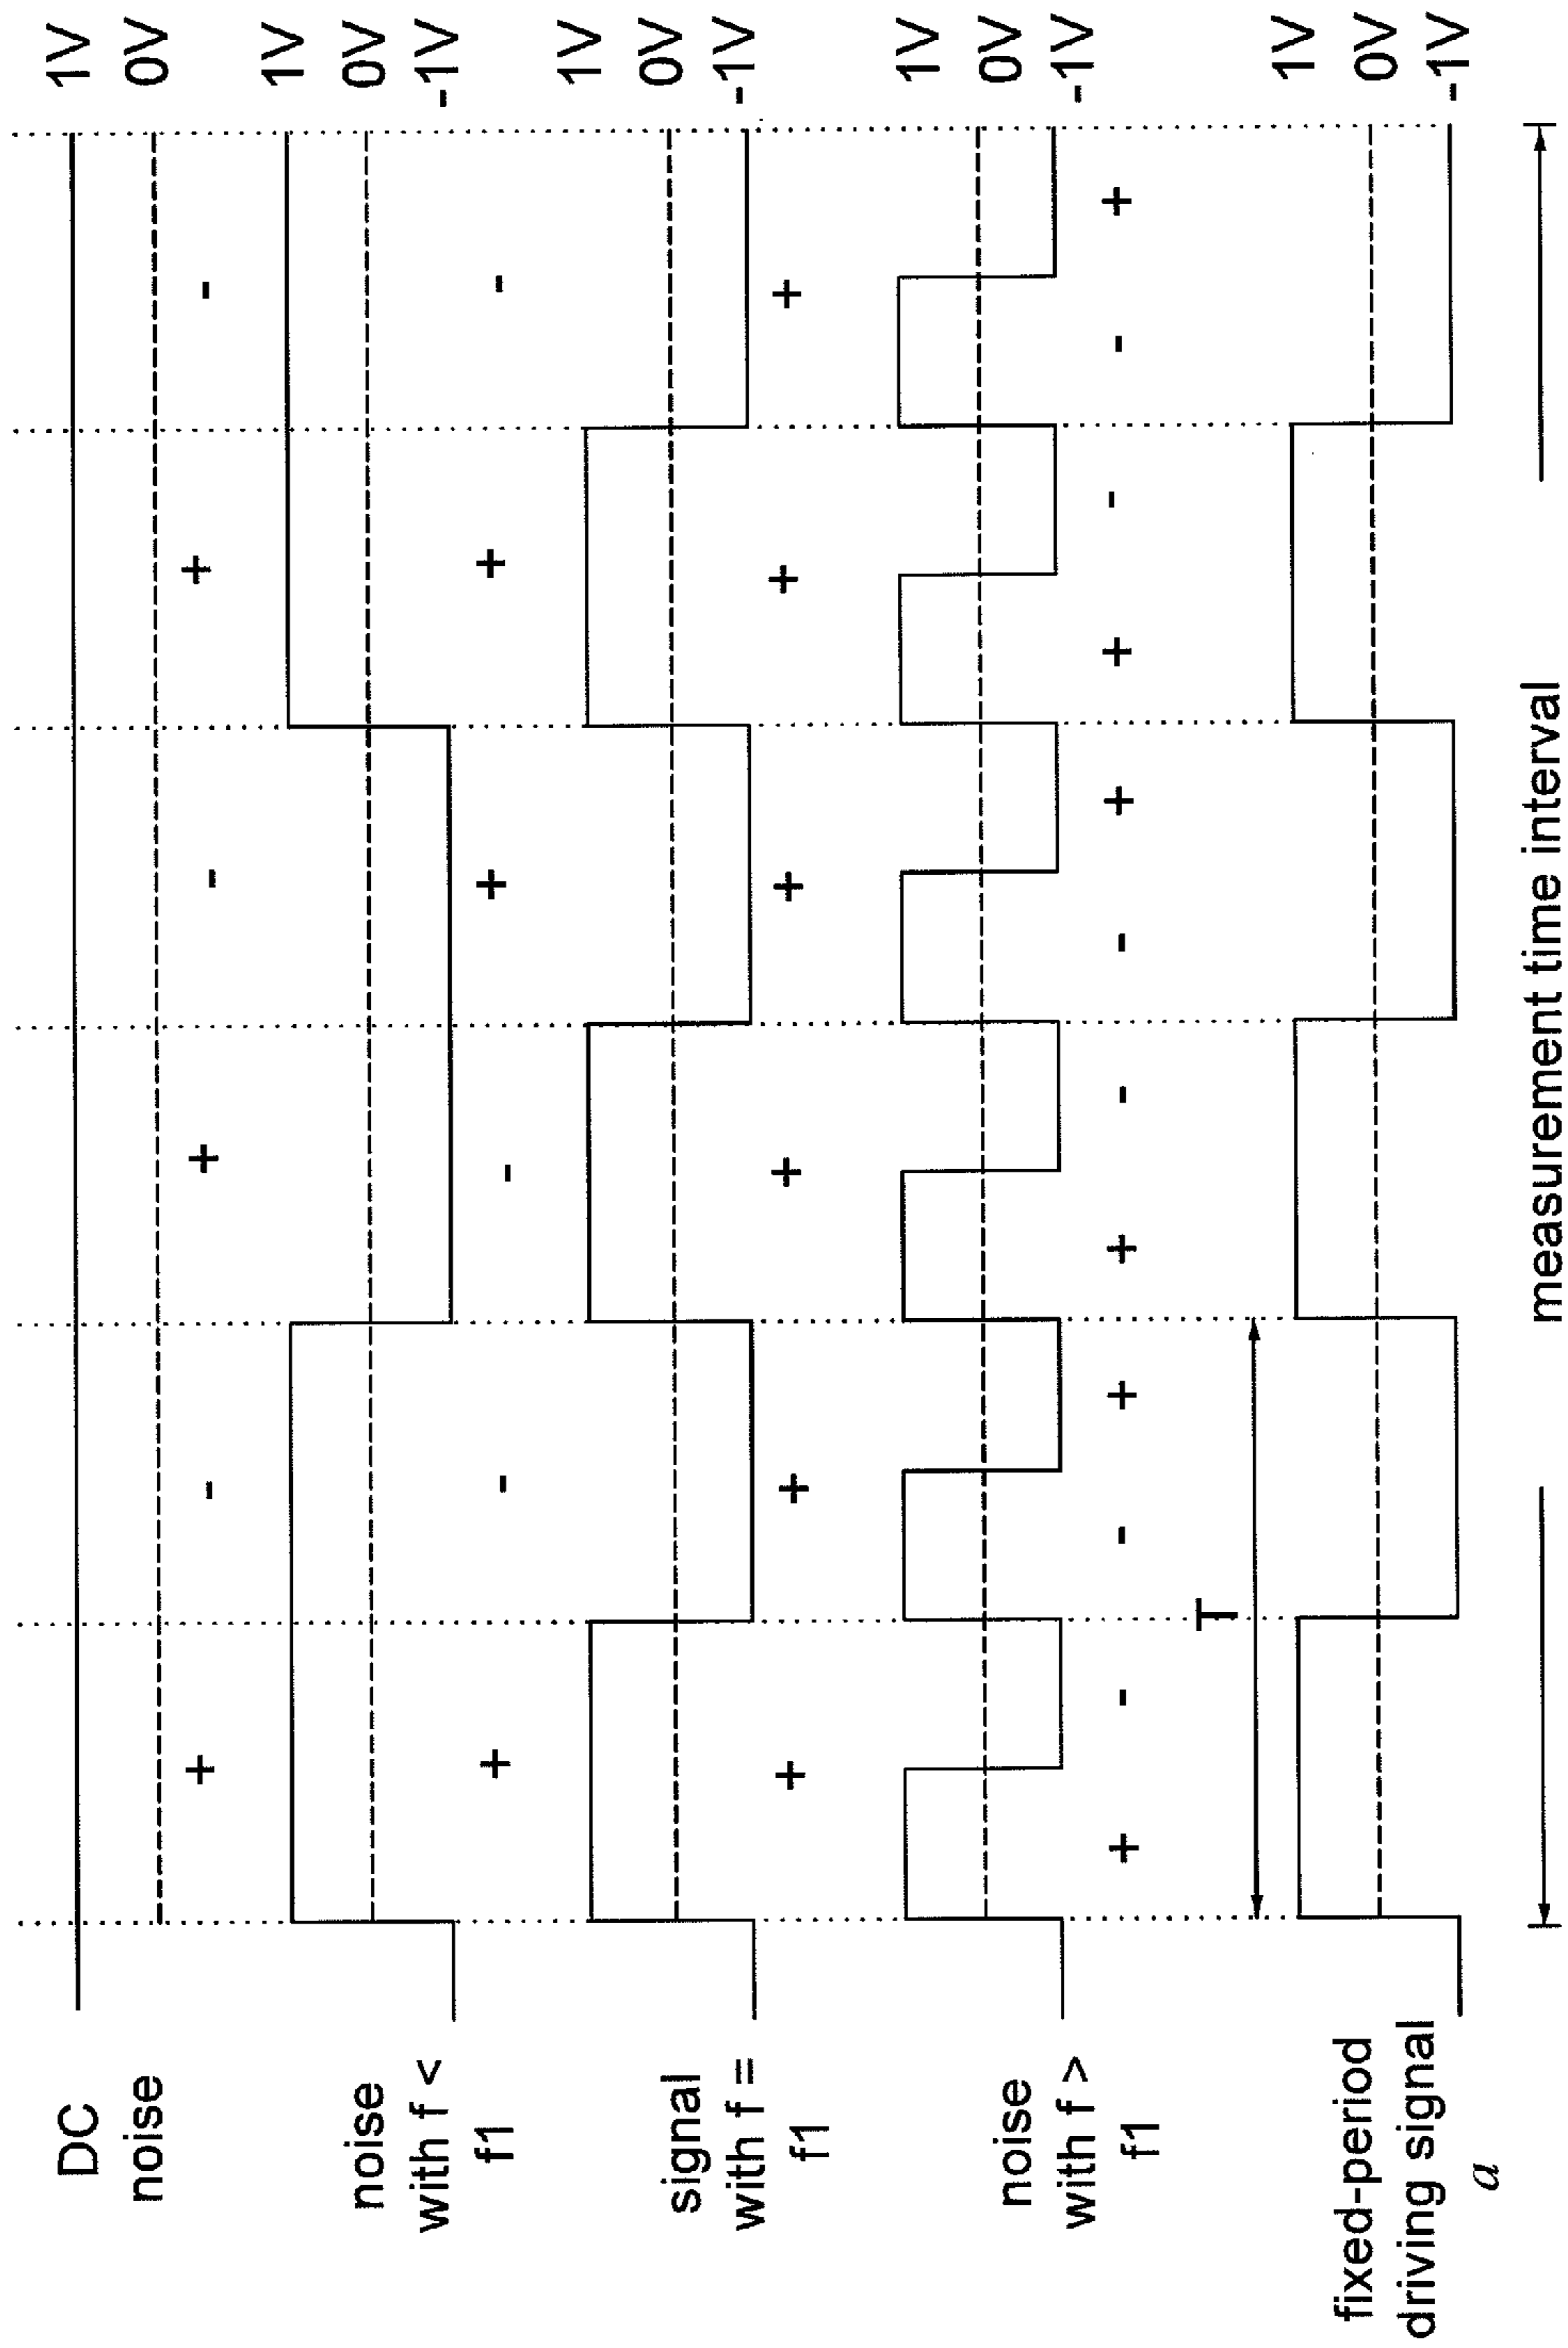 DC
noise
+ - + - + -
1V
0V
noise
with f <
f1
+ - - + + -
1V
0V
-1V
signal
with f =
f1
+ + + + + +
1V
0V
-1V
noise
with f >
f1
+ - - + + - - + + - - +
1V
0V
-1V
T
fixed-period
driving signal
a
1V
0V
-1V
measurement time interval